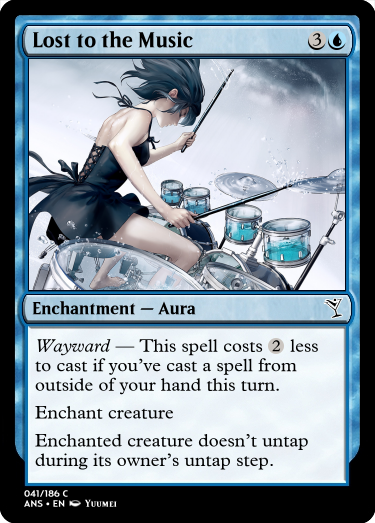 Lost to the Music 3
Enchantment — Aura
Wayward — This spell costs 2 less
to cast if you've cast a spell from
outside of your hand this turn.
Enchant creature
Enchanted creature doesn't untap
during its owner's untap step.
041/186 C
ANS • EN Yuumei